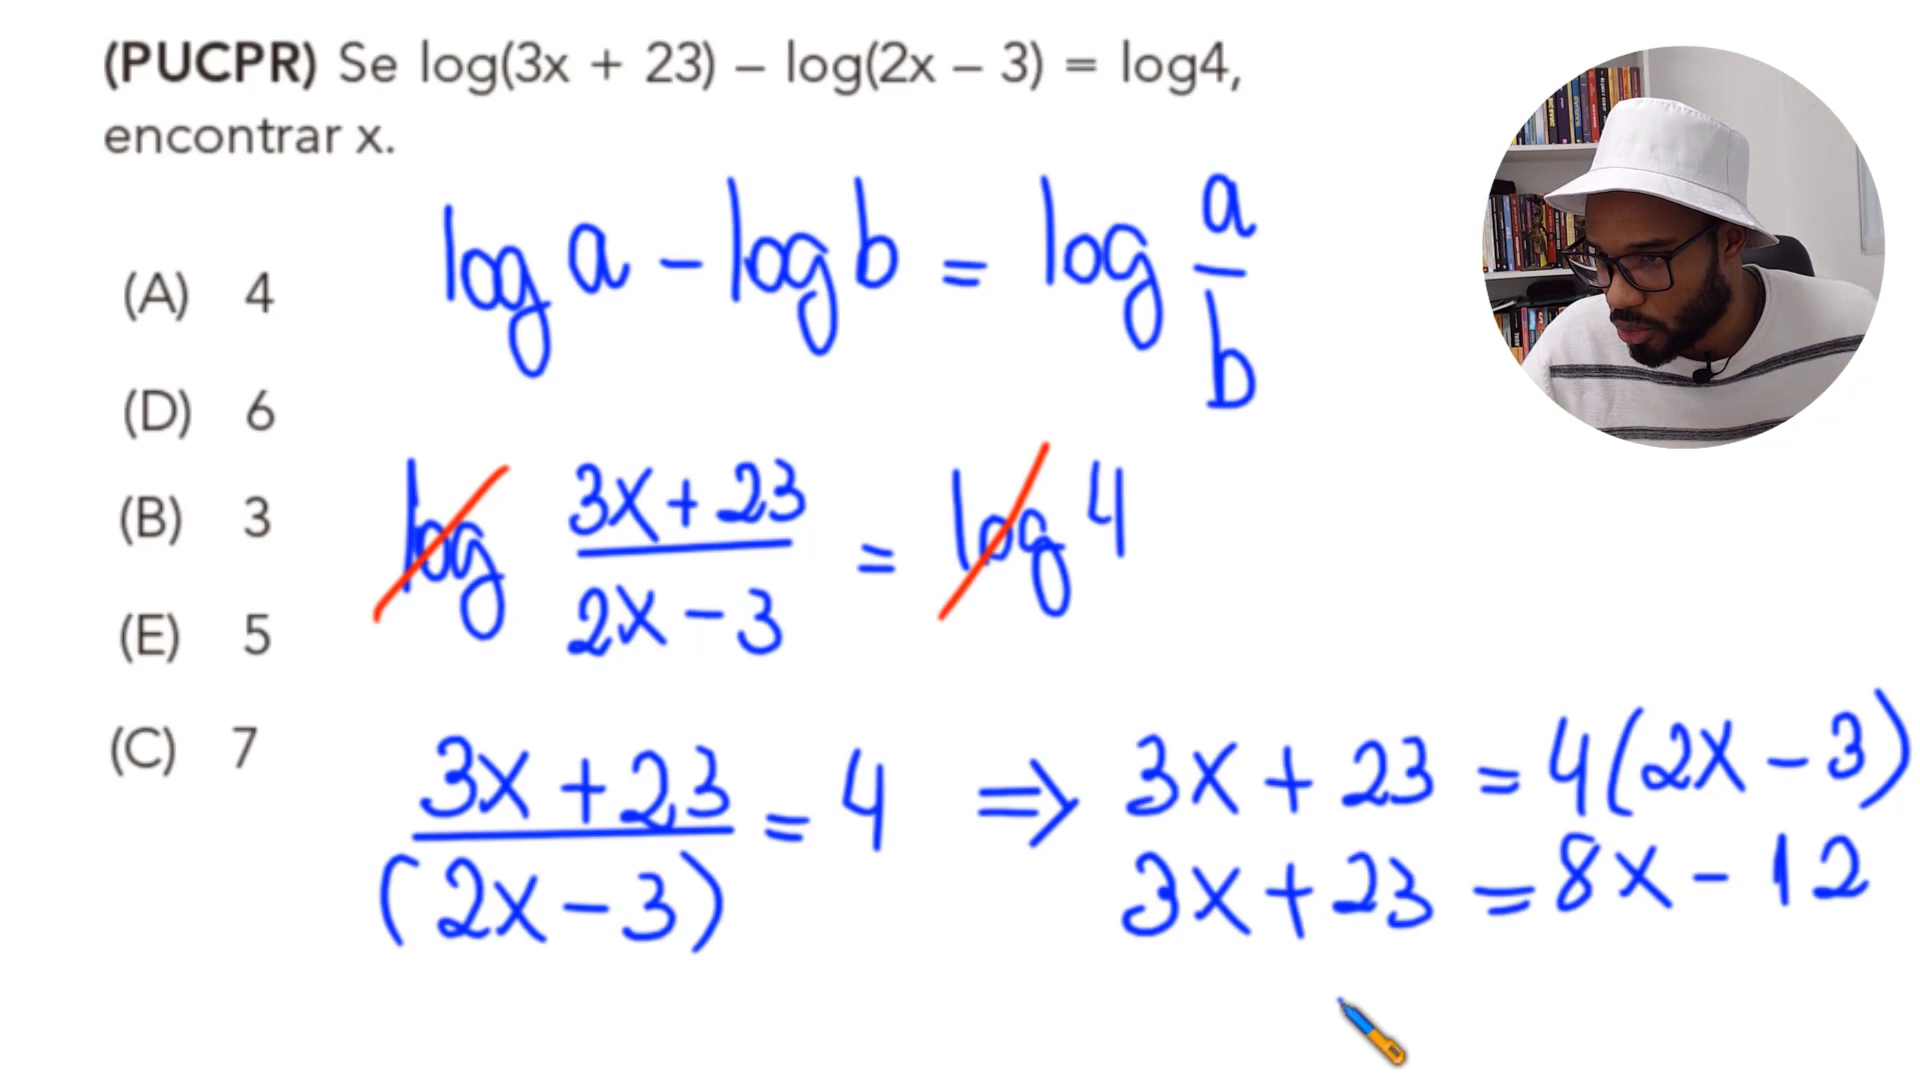 (PUCPR) Se log(3x + 23) – log(2x – 3) = log4,
encontrar x.
log a - log b = log a/b
(A) 4
(D) 6
(B) 3
(E) 5
(C) 7
log (3x + 23)/(2x - 3) = log 4
(3x + 23)/(2x - 3) = 4 ⇒ 3x + 23 = 4(2x - 3)
3x + 23 = 8x - 12